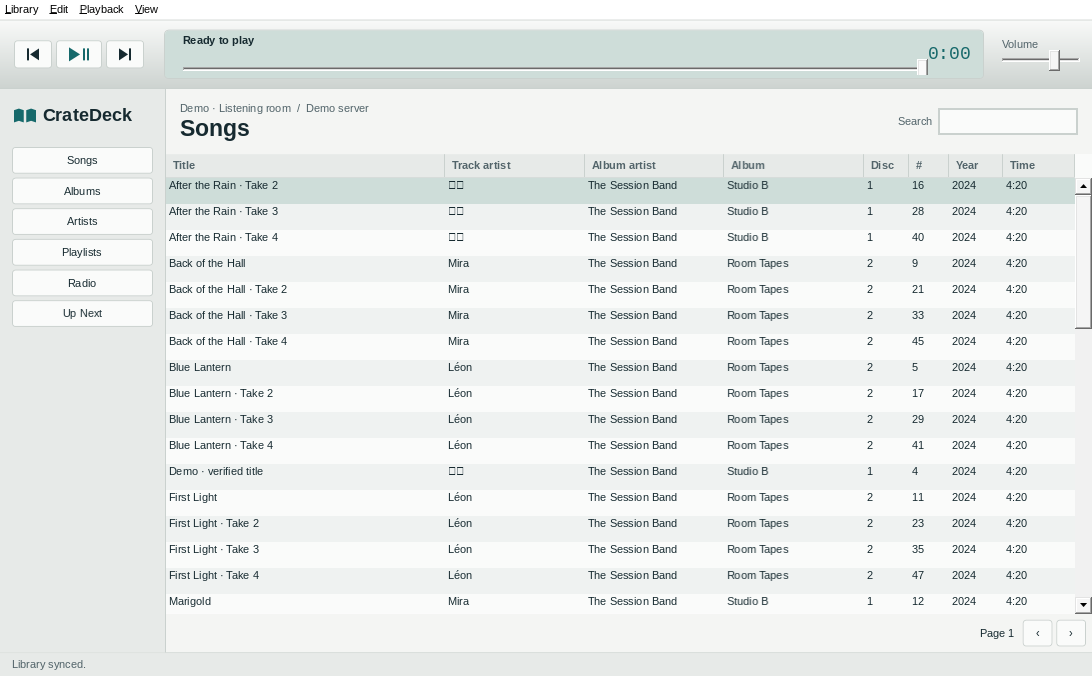 Library Edit Playback View
Ready to play
0:00
Volume
CrateDeck
Songs
Albums
Artists
Playlists
Radio
Up Next
Demo · Listening room / Demo server
Songs
Search
Title Track artist Album artist Album Disc # Year Time
After the Rain · Take 2 The Session Band Studio B 1 16 2024 4:20
After the Rain · Take 3 The Session Band Studio B 1 28 2024 4:20
After the Rain · Take 4 The Session Band Studio B 1 40 2024 4:20
Back of the Hall Mira The Session Band Room Tapes 2 9 2024 4:20
Back of the Hall · Take 2 Mira The Session Band Room Tapes 2 21 2024 4:20
Back of the Hall · Take 3 Mira The Session Band Room Tapes 2 33 2024 4:20
Back of the Hall · Take 4 Mira The Session Band Room Tapes 2 45 2024 4:20
Blue Lantern Léon The Session Band Room Tapes 2 5 2024 4:20
Blue Lantern · Take 2 Léon The Session Band Room Tapes 2 17 2024 4:20
Blue Lantern · Take 3 Léon The Session Band Room Tapes 2 29 2024 4:20
Blue Lantern · Take 4 Léon The Session Band Room Tapes 2 41 2024 4:20
Demo · verified title The Session Band Studio B 1 4 2024 4:20
First Light Léon The Session Band Room Tapes 2 11 2024 4:20
First Light · Take 2 Léon The Session Band Room Tapes 2 23 2024 4:20
First Light · Take 3 Léon The Session Band Room Tapes 2 35 2024 4:20
First Light · Take 4 Léon The Session Band Room Tapes 2 47 2024 4:20
Marigold Mira The Session Band Studio B 1 12 2024 4:20
Page 1 ‹ ›
Library synced.